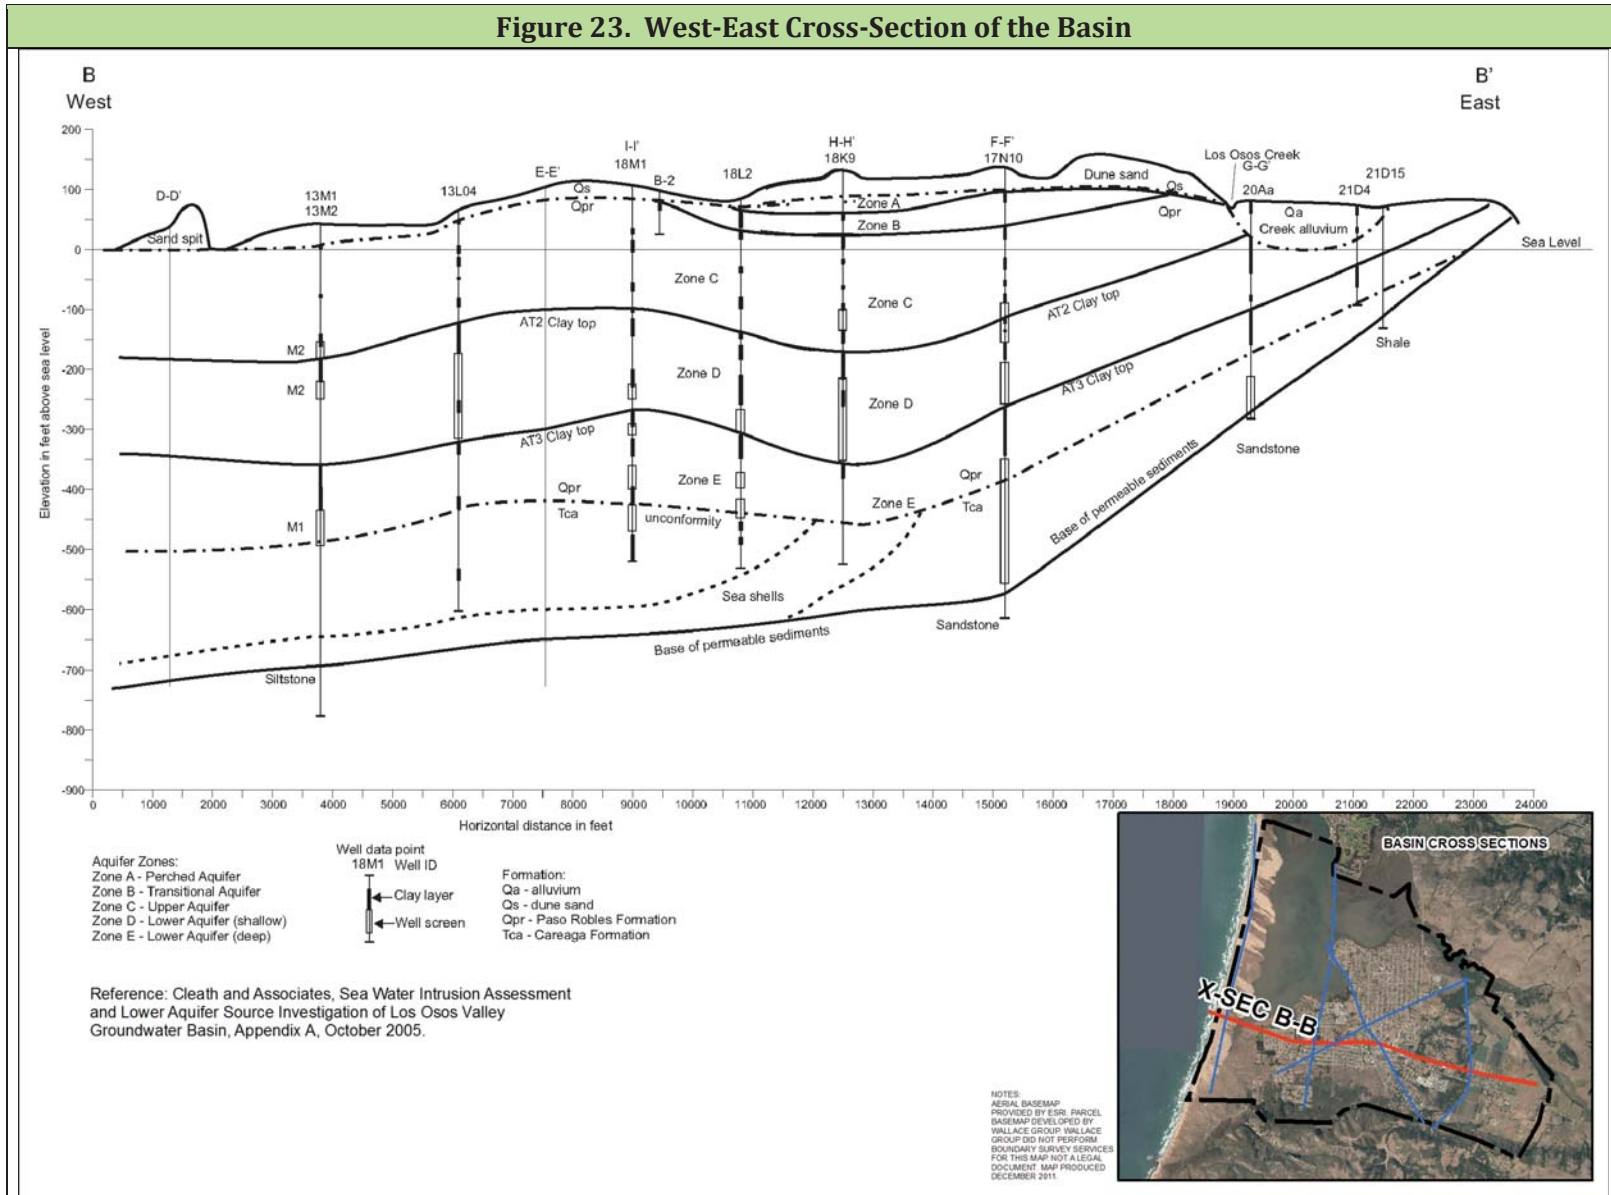 Figure 23. West-East Cross-Section of the Basin
B
West
B'
East
200
100
0
-100
-200
-300
-400
-500
-600
-700
-800
-900
Elevation in feet above sea level
D-D'
Sand spit
13M1
13M2
13L04
E-E'
I-I'
18M1
B-2
18L2
H-H'
18K9
F-F'
17N10
Los Osos Creek
G-G'
20Aa
21D4
21D15
Qs
Qpr
Zone A
Zone B
Dune sand
Qs
Qpr
Qa
Creek alluvium
Sea Level
Zone C
Zone C
AT2 Clay top
AT2 Clay top
M2
M2
Zone D
Zone D
AT3 Clay top
AT3 Clay top
Shale
Sandstone
Zone E
Zone E
Qpr
Tca
unconformity
Qpr
Tca
M1
Base of permeable sediments
Sea shells
Sandstone
Base of permeable sediments
Siltstone
0 1000 2000 3000 4000 5000 6000 7000 8000 9000 10000 11000 12000 13000 14000 15000 16000 17000 18000 19000 20000 21000 22000 23000 24000
Horizontal distance in feet
Aquifer Zones:
Zone A - Perched Aquifer
Zone B - Transitional Aquifer
Zone C - Upper Aquifer
Zone D - Lower Aquifer (shallow)
Zone E - Lower Aquifer (deep)
Well data point
18M1 Well ID
Clay layer
Well screen
Formation:
Qa - alluvium
Qs - dune sand
Qpr - Paso Robles Formation
Tca - Careaga Formation
Reference: Cleath and Associates, Sea Water Intrusion Assessment
and Lower Aquifer Source Investigation of Los Osos Valley
Groundwater Basin, Appendix A, October 2005.
BASIN CROSS SECTIONS
X-SEC B-B
NOTES:
AERIAL BASEMAP
PROVIDED BY ESRI. PARCEL
BASEMAP DEVELOPED BY
WALLACE GROUP. WALLACE
GROUP DID NOT PERFORM
BOUNDARY SURVEY SERVICES
FOR THIS MAP. NOT A LEGAL
DOCUMENT. MAP PRODUCED
DECEMBER 2011.